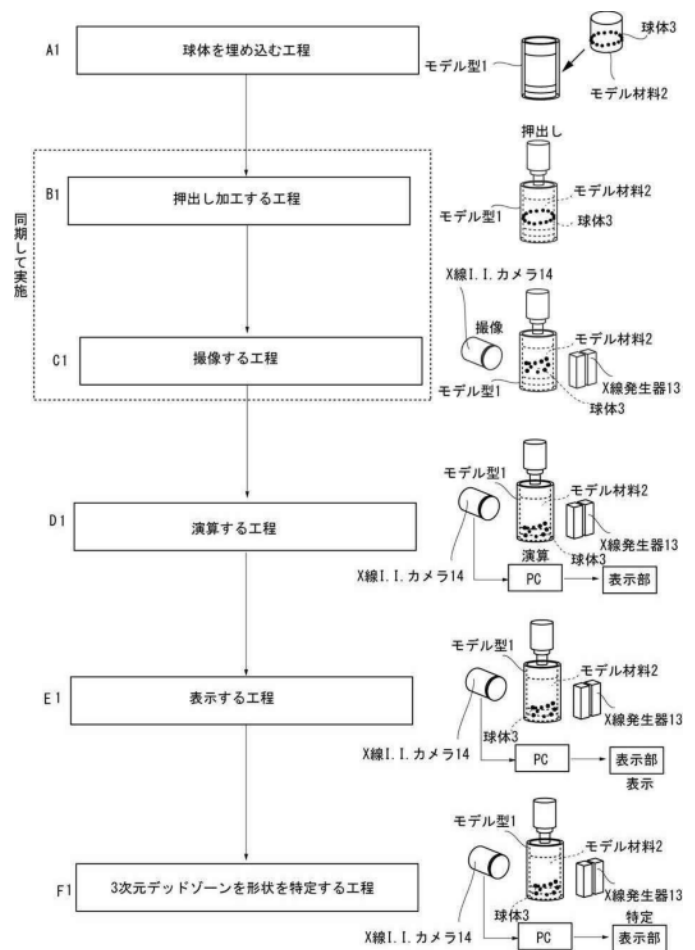 A1
球体を埋め込む工程
球体3
モデル型1
モデル材料2
同期して実施
B1
押出し加工する工程
押出し
モデル材料2
モデル型1
球体3
C1
撮像する工程
X線I.I.カメラ14
撮像
モデル材料2
X線発生器13
モデル型1
球体3
D1
演算する工程
モデル型1
モデル材料2
X線発生器13
球体3
演算
X線I.I.カメラ14
PC
表示部
E1
表示する工程
モデル型1
モデル材料2
X線発生器13
球体3
X線I.I.カメラ14
PC
表示部
表示
F1
3次元デッドゾーンを形状を特定する工程
モデル型1
モデル材料2
X線発生器13
球体3
特定
X線I.I.カメラ14
PC
表示部